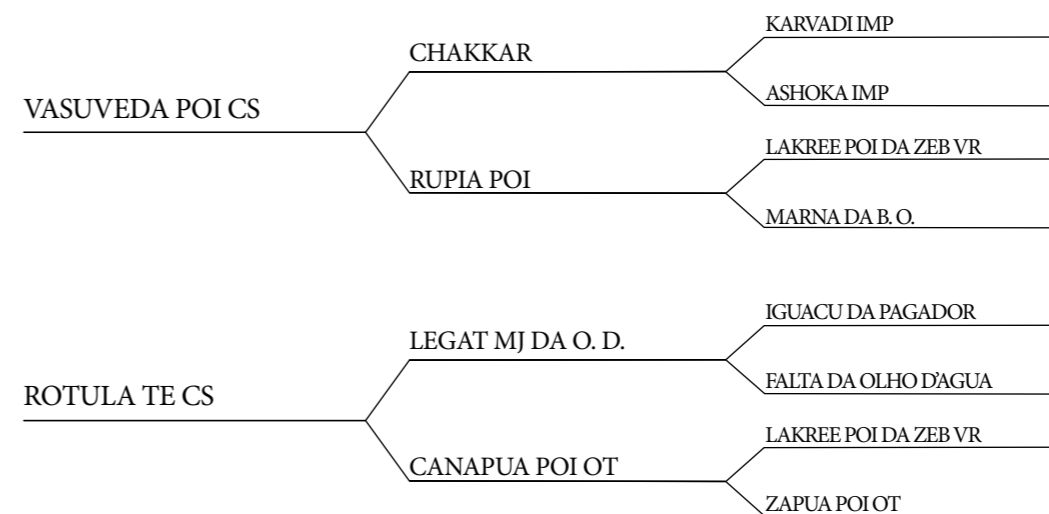 KARVADI IMP
CHAKKAR
ASHOKA IMP
VASUVEDA POI CS
LAKREE POI DA ZEB VR
RUPIA POI
MARNA DA B. O.
IGUACU DA PAGADOR
LEGAT MJ DA O. D.
FALTA DA OLHO D'AGUA
ROTULA TE CS
LAKREE POI DA ZEB VR
CANAPUA POI OT
ZAPUA POI OT